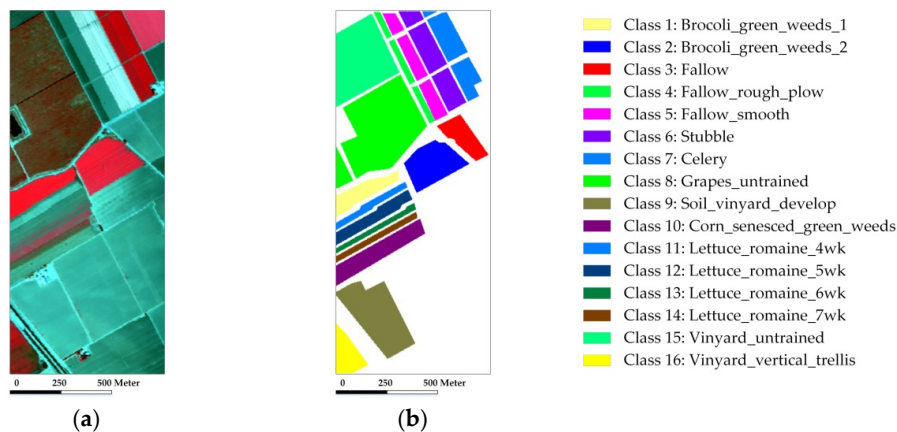 Class 1: Brocoli_green_weeds_1
Class 2: Brocoli_green_weeds_2
Class 3: Fallow
Class 4: Fallow_rough_plow
Class 5: Fallow_smooth
Class 6: Stubble
Class 7: Celery
Class 8: Grapes_untrained
Class 9: Soil_vinyard_develop
Class 10: Corn_senesced_green_weeds
Class 11: Lettuce_romaine_4wk
Class 12: Lettuce_romaine_5wk
Class 13: Lettuce_romaine_6wk
Class 14: Lettuce_romaine_7wk
Class 15: Vinyard_untrained
Class 16: Vinyard_vertical_trellis
0 250 500 Meter
0 250 500 Meter
(a)
(b)